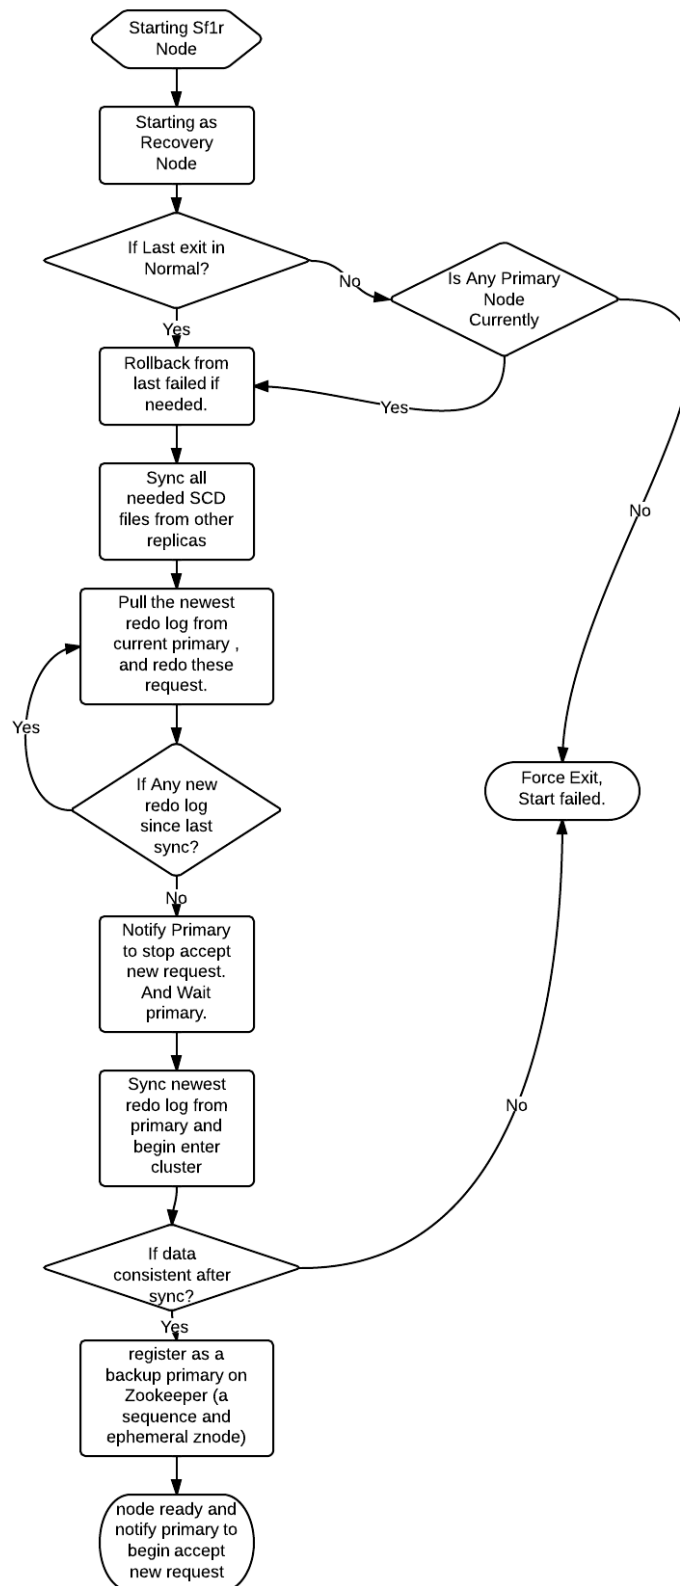 Starting Sf1r
Node
Starting as
Recovery
Node
If Last exit in
Normal?
No
Is Any Primary
Node
Currently
Yes
Rollback from
last failed if
needed.
Yes
Sync all
needed SCD
files from other
replicas
No
Pull the newest
redo log from
current primary ,
and redo these
request.
Yes
If Any new
redo log
since last
sync?
Force Exit,
Start failed.
No
Notify Primary
to stop accept
new request.
And Wait
primary.
Sync newest
redo log from
primary and
begin enter
cluster
No
If data
consistent after
sync?
Yes
register as a
backup primary on
Zookeeper (a
sequence and
ephemeral znode)
node ready and
notify primary to
begin accept
new request